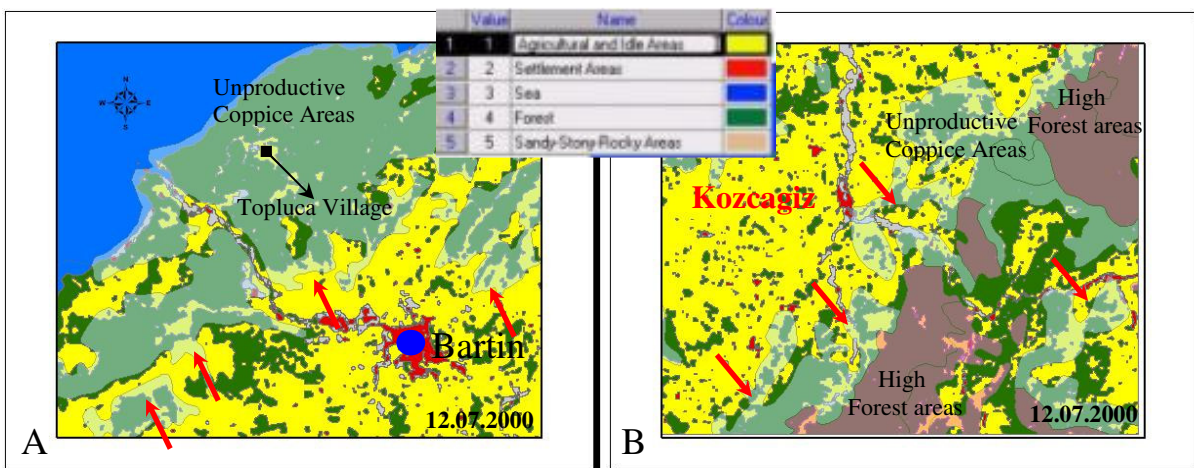 Value Name Colour
1 1 Agricultural and Idle Areas
2 2 Settlement Areas
3 3 Sea
4 4 Forest
5 5 Sandy-Stony-Rocky Areas
N
W E
S
Unproductive
Coppice Areas
Topluca Village
Bartin
12.07.2000
A
High
Forest areas
Unproductive
Coppice Areas
Kozcagiz
High
Forest areas
12.07.2000
B